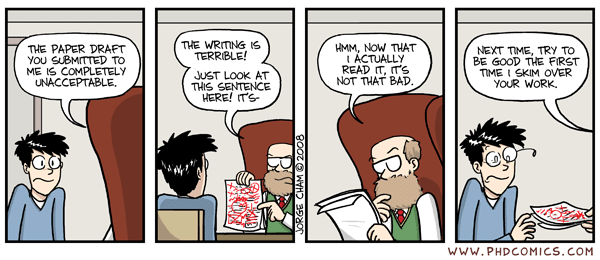 THE PAPER DRAFT
YOU SUBMITTED TO
ME IS COMPLETELY
UNACCEPTABLE.
THE WRITING IS
TERRIBLE!
JUST LOOK AT
THIS SENTENCE
HERE! IT'S-
JORGE CHAM © 2008
HMM, NOW THAT
I ACTUALLY
READ IT, IT'S
NOT THAT BAD.
NEXT TIME, TRY TO
BE GOOD THE FIRST
TIME I SKIM OVER
YOUR WORK.
WWW.PHDCOMICS.COM